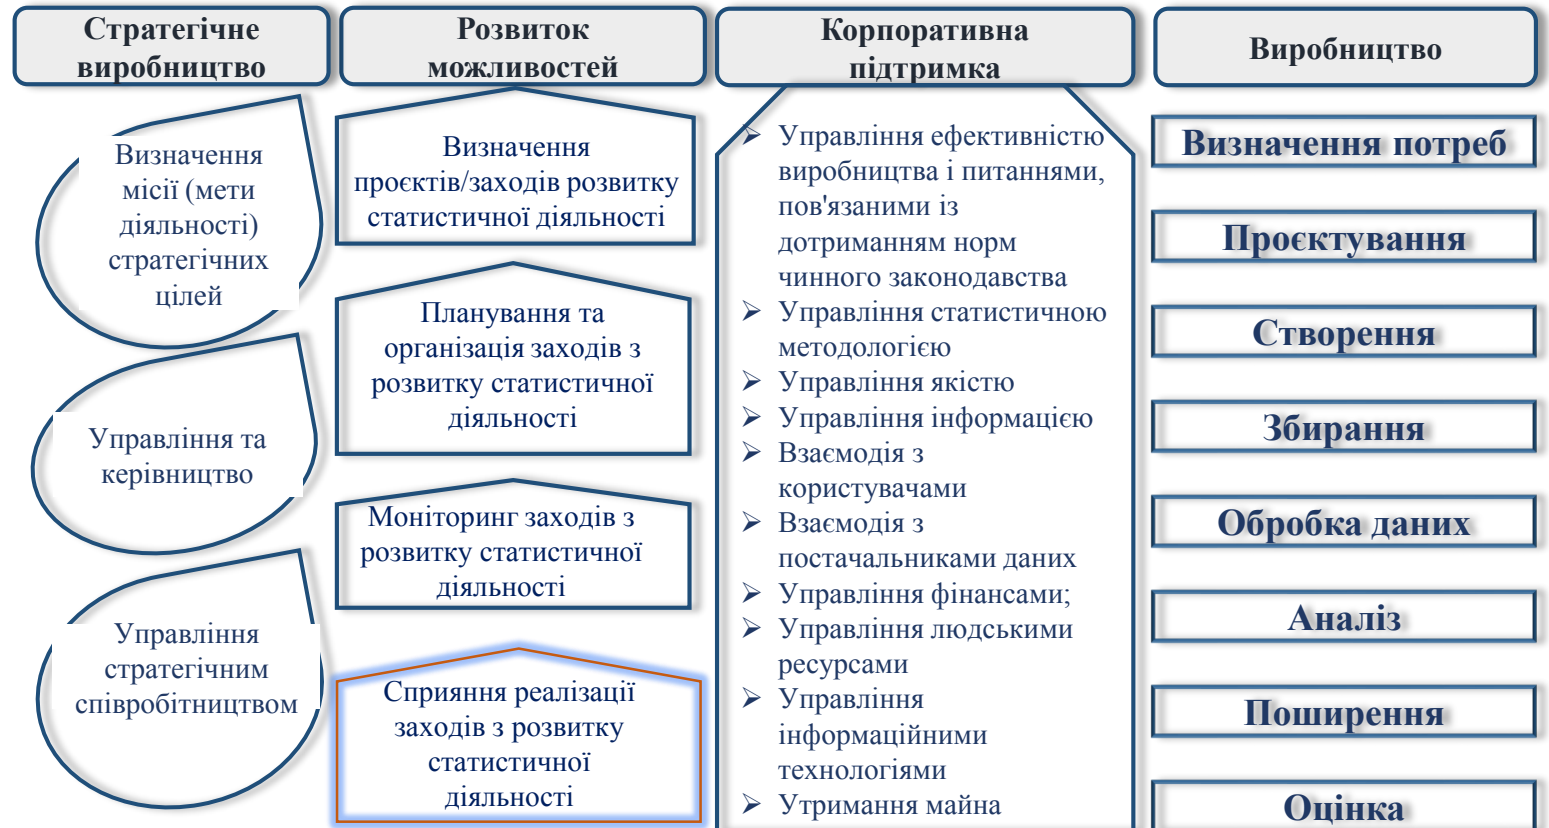 Стратегічне
виробництво
Визначення
місії (мети
діяльності)
стратегічних
цілей
Управління та
керівництво
Управління
стратегічним
співробітництвом
Розвиток
можливостей
Визначення
проєктів/заходів розвитку
статистичної діяльності
Планування та
організація заходів з
розвитку статистичної
діяльності
Моніторинг заходів з
розвитку статистичної
діяльності
Сприяння реалізації
заходів з розвитку
статистичної
діяльності
Корпоративна
підтримка
➢ Управління ефективністю
виробництва і питаннями,
пов'язаними із
дотриманням норм
чинного законодавства
➢ Управління статистичною
методологією
➢ Управління якістю
➢ Управління інформацією
➢ Взаємодія з
користувачами
➢ Взаємодія з
постачальниками даних
➢ Управління фінансами;
➢ Управління людськими
ресурсами
➢ Управління
інформаційними
технологіями
➢ Утримання майна
Виробництво
Визначення потреб
Проєктування
Створення
Збирання
Обробка даних
Аналіз
Поширення
Оцінка